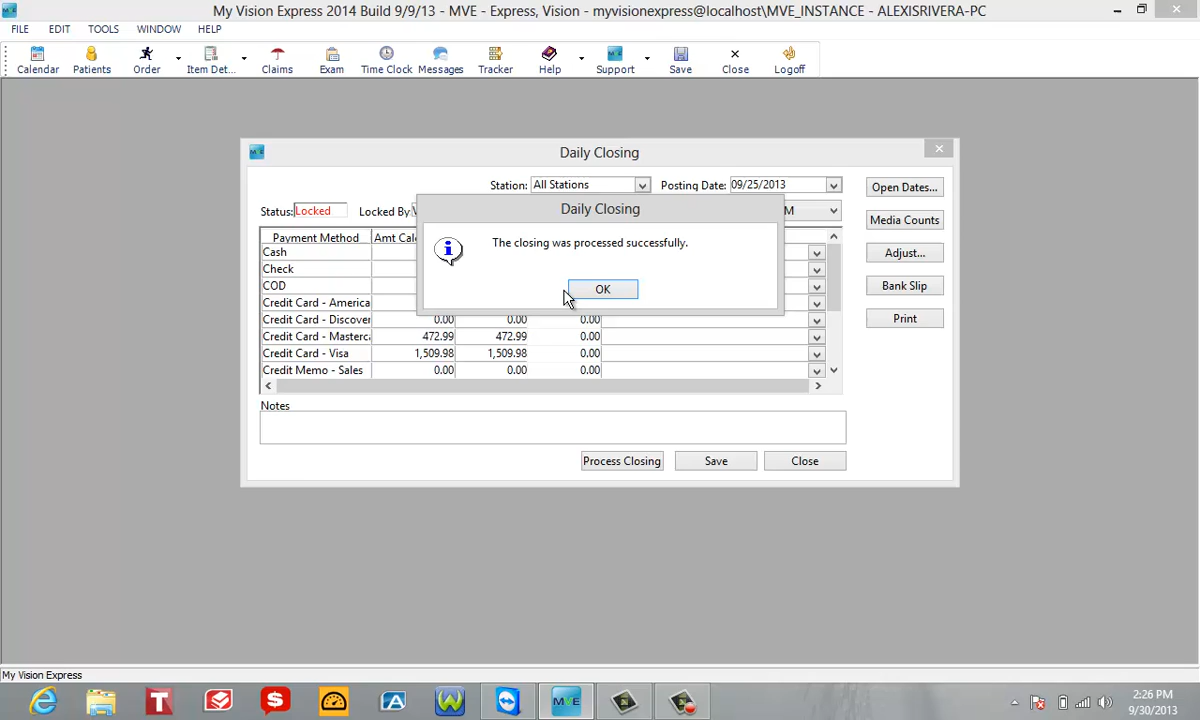 My Vision Express 2014 Build 9/9/13 - MVE - Express, Vision - myvisionexpress@localhost\MVE_INSTANCE - ALEXISRIVERA-PC
FILE EDIT TOOLS WINDOW HELP
Calendar Patients Order Item Det... Claims Exam Time Clock Messages Tracker Help Support Save Close Logoff
Daily Closing
Station: All Stations Posting Date: 09/25/2013 Open Dates...
Status: Locked Locked By: M
Daily Closing
Media Counts
Payment Method Amt Calc
The closing was processed successfully.
Cash Adjust...
Check
COD OK Bank Slip
Credit Card - America
Credit Card - Discover 0.00 0.00 0.00 Print
Credit Card - Masterca 472.99 472.99 0.00
Credit Card - Visa 1,509.98 1,509.98 0.00
Credit Memo - Sales 0.00 0.00 0.00
Notes
Process Closing Save Close
My Vision Express
MVE
2:26 PM
9/30/2013